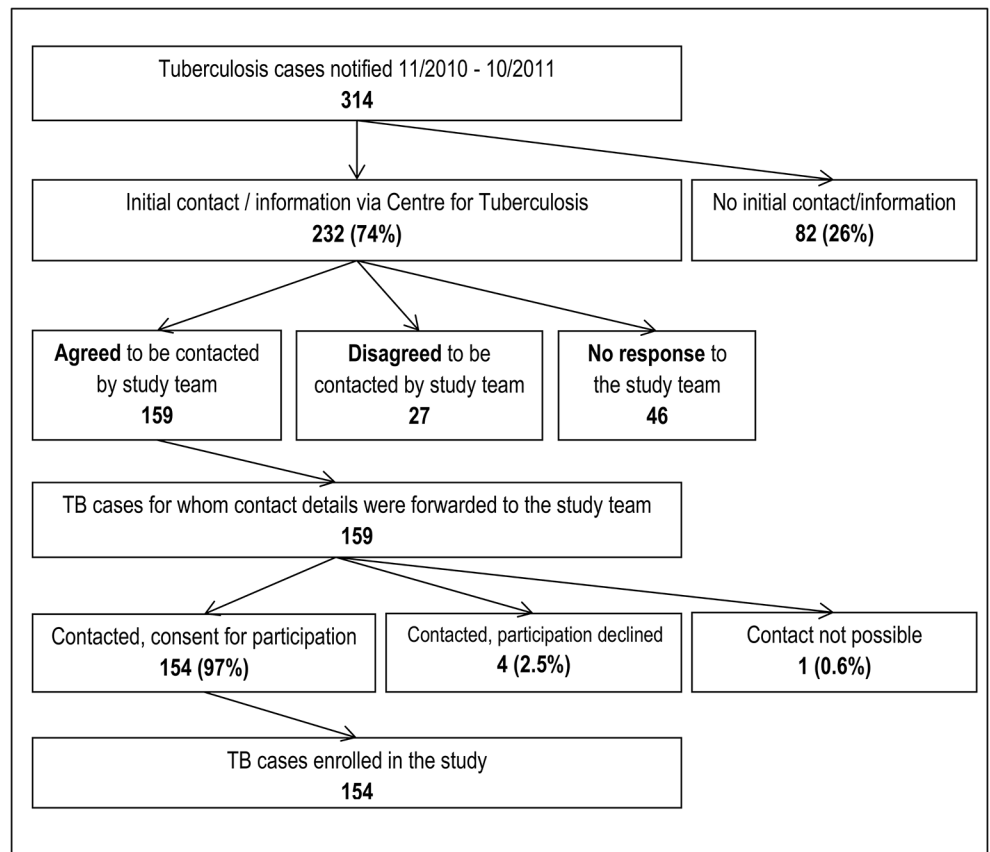 Tuberculosis cases notified 11/2010 - 10/2011
314
Initial contact / information via Centre for Tuberculosis
232 (74%)
No initial contact/information
82 (26%)
Agreed to be contacted
by study team
159
Disagreed to be
contacted by study team
27
No response to
the study team
46
TB cases for whom contact details were forwarded to the study team
159
Contacted, consent for participation
154 (97%)
Contacted, participation declined
4 (2.5%)
Contact not possible
1 (0.6%)
TB cases enrolled in the study
154